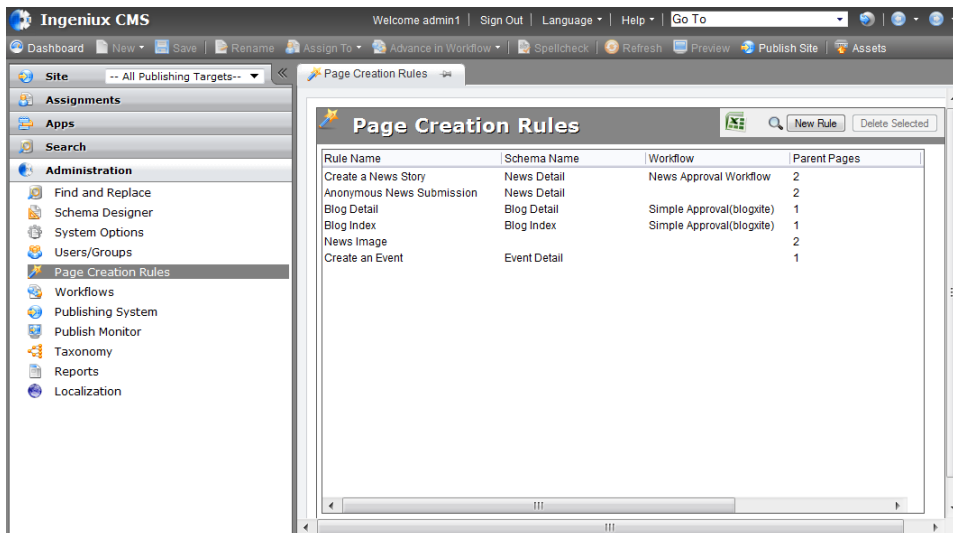 Ingeniux CMS
Welcome admin1 | Sign Out | Language | Help | Go To
Dashboard New Save Rename Assign To Advance in Workflow Spellcheck Refresh Preview Publish Site Assets
Site -- All Publishing Targets--
Assignments
Apps
Search
Administration
Find and Replace
Schema Designer
System Options
Users/Groups
Page Creation Rules
Workflows
Publishing System
Publish Monitor
Taxonomy
Reports
Localization
Page Creation Rules
Page Creation Rules New Rule Delete Selected
Rule Name Schema Name Workflow Parent Pages
Create a News Story News Detail News Approval Workflow 2
Anonymous News Submission News Detail 2
Blog Detail Blog Detail Simple Approval(blogxite) 1
Blog Index Blog Index Simple Approval(blogxite) 1
News Image 2
Create an Event Event Detail 1